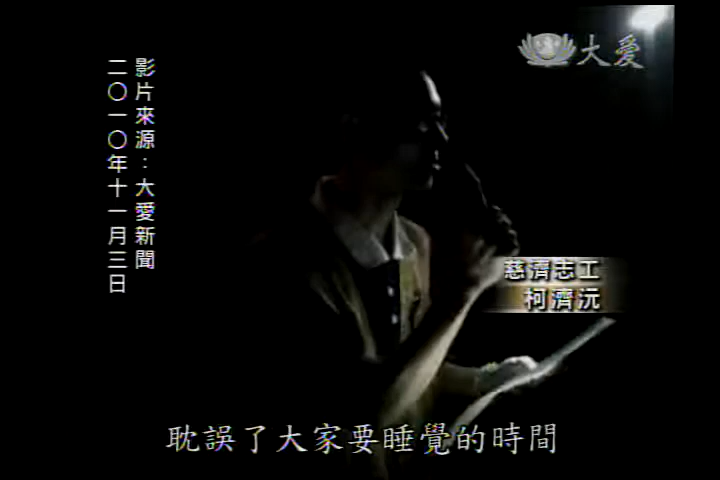 大愛
影片來源：大愛新聞
二〇一〇年十一月三日
慈濟志工
柯濟沅
耽誤了大家要睡覺的時間